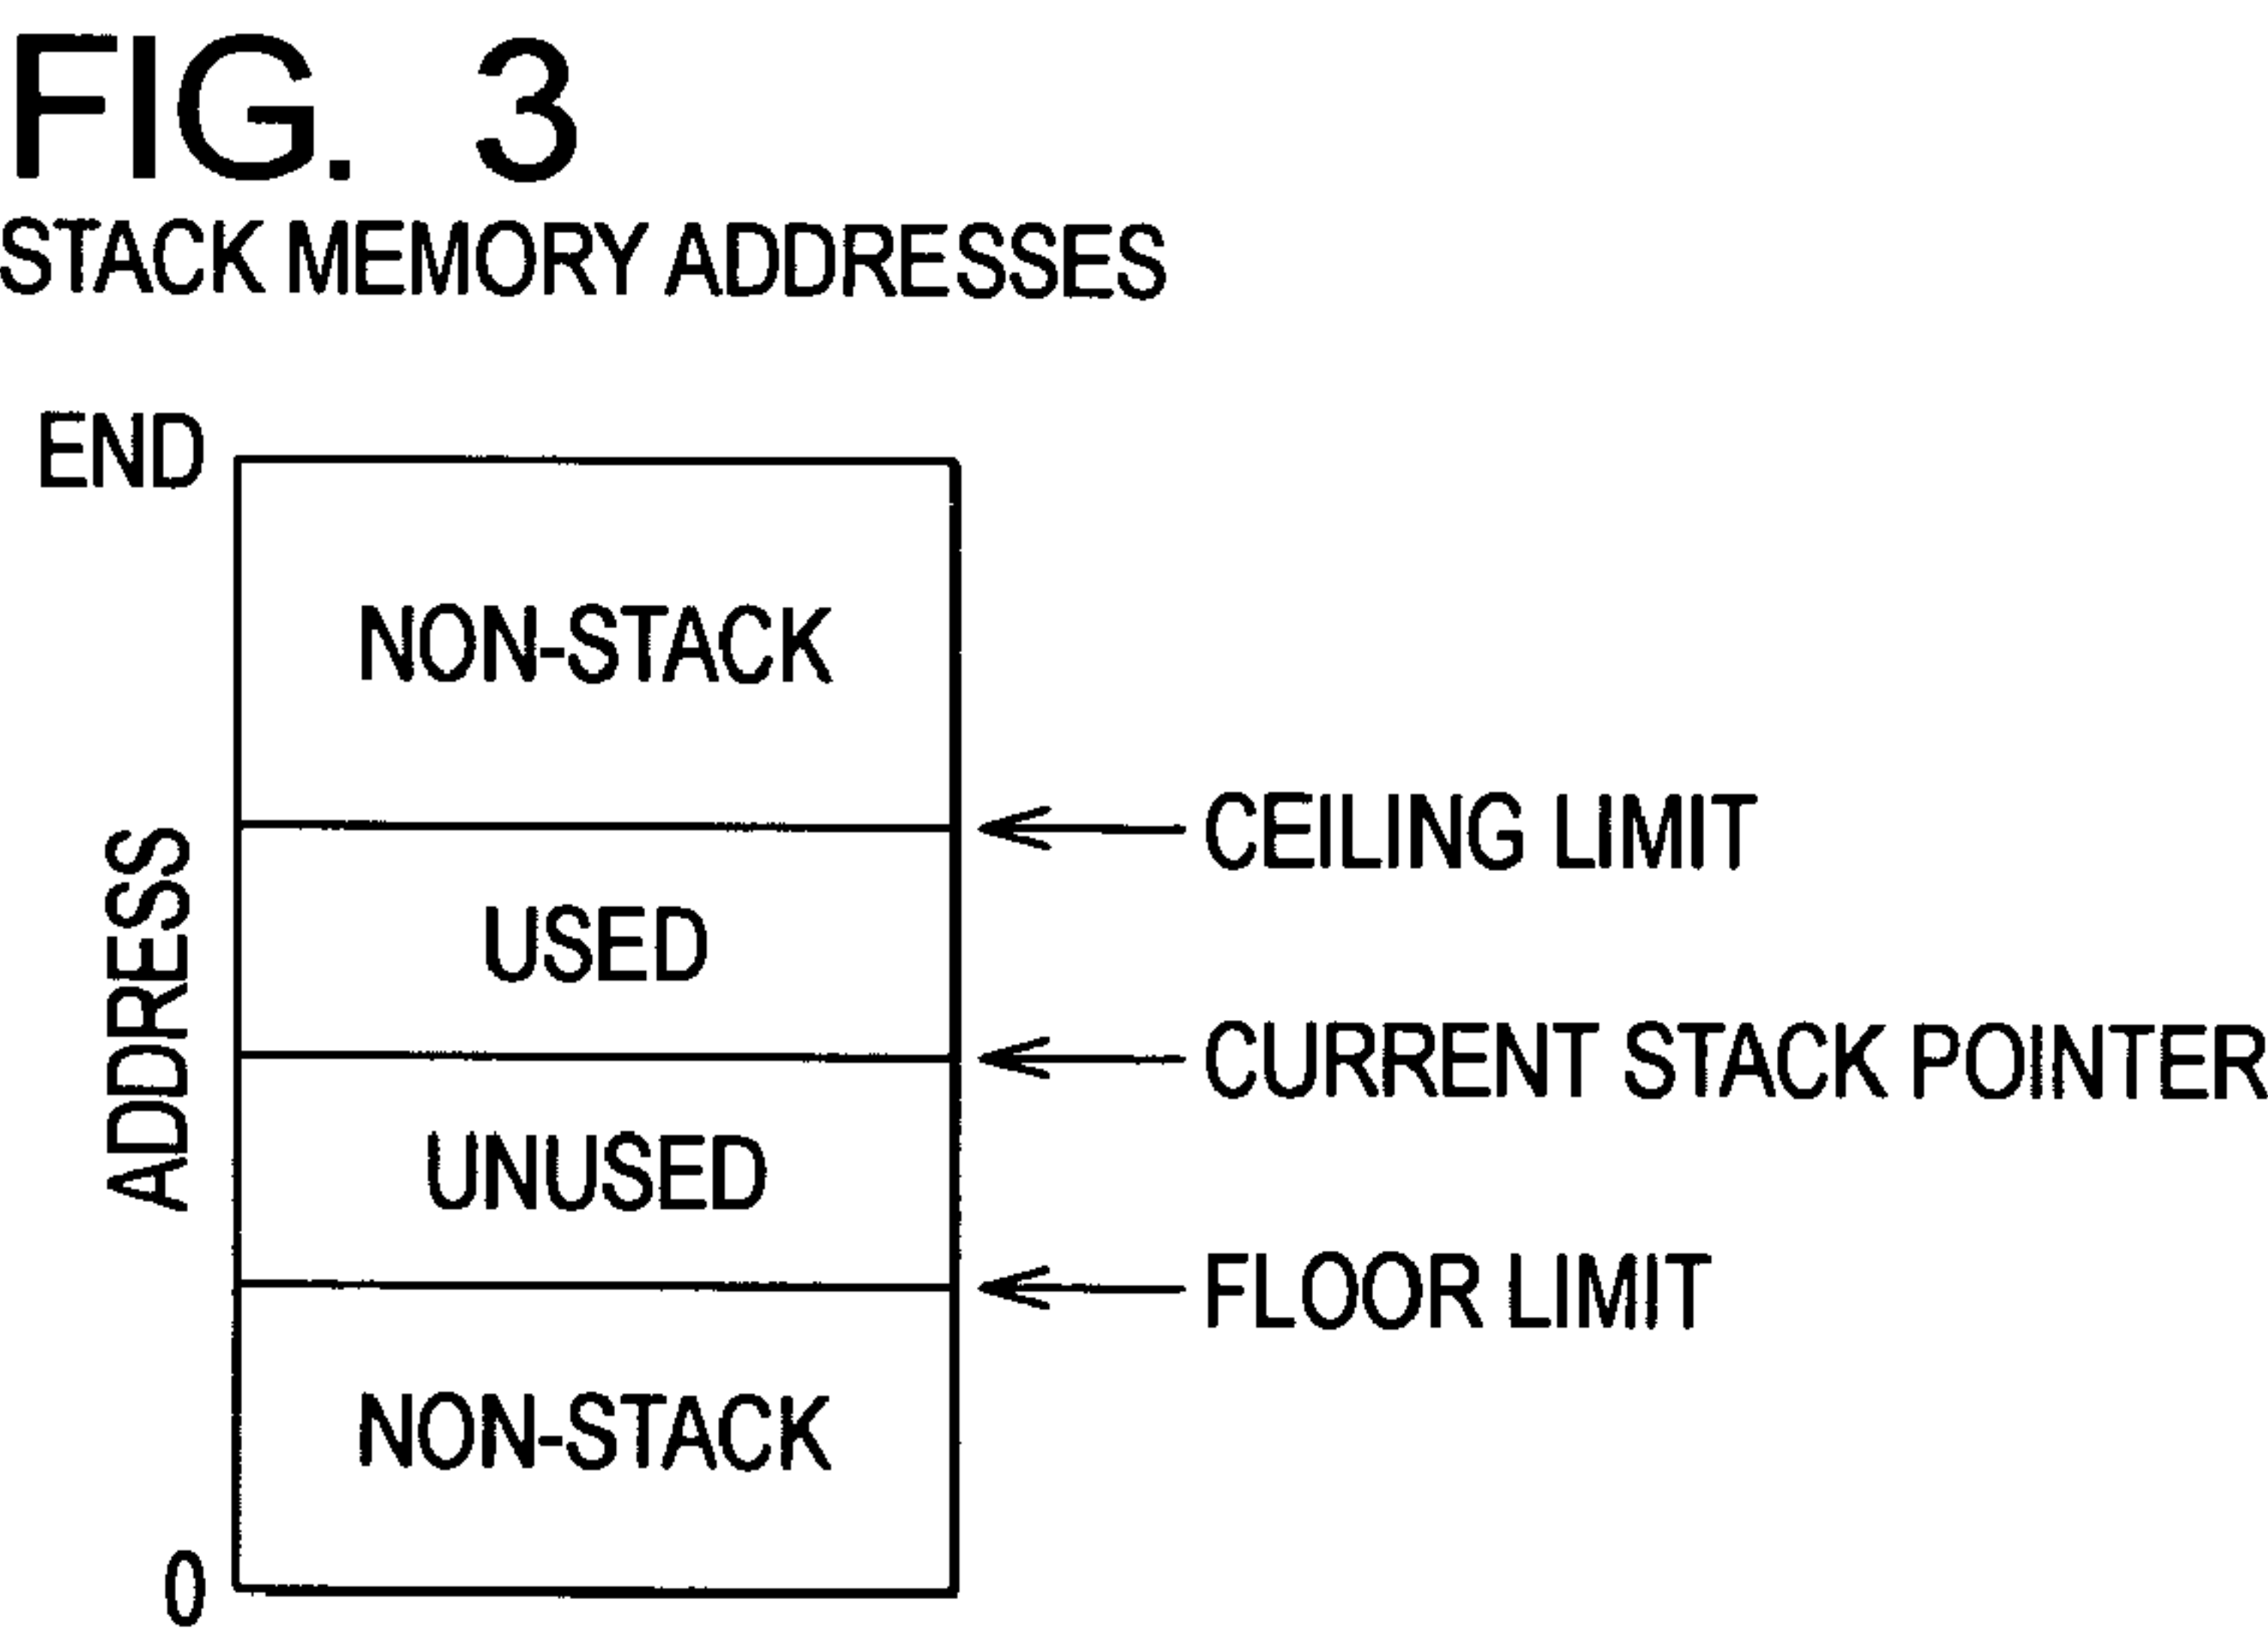 FIG. 3
STACK MEMORY ADDRESSES
END
NON-STACK
CEILING LIMIT
USED
ADDRESS
CURRENT STACK POINTER
UNUSED
FLOOR LIMIT
NON-STACK
0